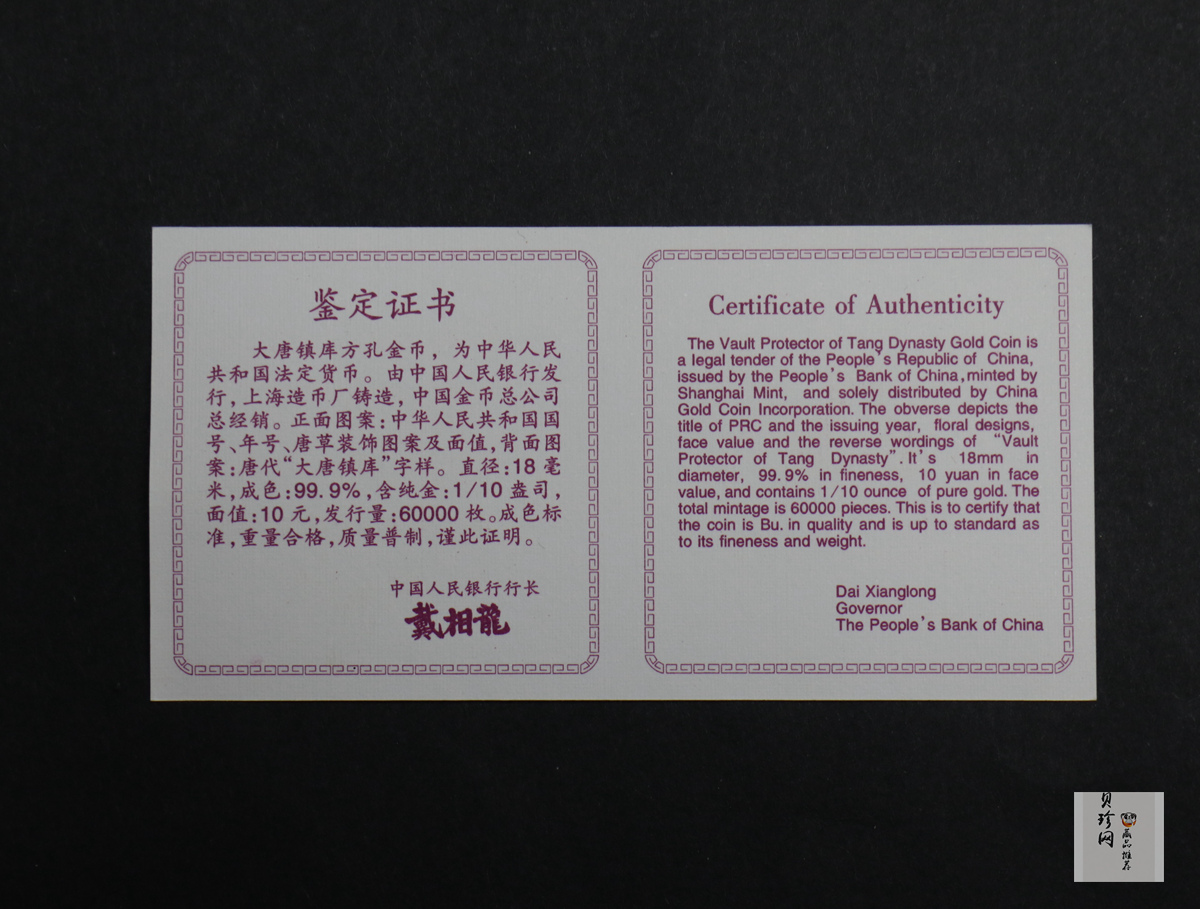 鉴定证书
大唐镇库方孔金币，为中华人民
共和国法定货币。由中国人民银行发
行，上海造币厂铸造，中国金币总公司
总经销。正面图案：中华人民共和国国
号、年号、唐草装饰图案及面值，背面图
案：唐代“大唐镇库”字样。直径：18毫
米，成色：99.9%，含纯金：1/10盎司，
面值：10元，发行量：60000枚。成色标
准，重量合格，质量普制，谨此证明。
中国人民银行行长
戴相龍
Certificate of Authenticity
The Vault Protector of Tang Dynasty Gold Coin is
a legal tender of the People's Republic of China,
issued by the People's Bank of China, minted by
Shanghai Mint, and solely distributed by China
Gold Coin Incorporation. The obverse depicts the
title of PRC and the issuing year, floral designs,
face value and the reverse wordings of "Vault
Protector of Tang Dynasty". It's 18mm in
diameter, 99.9% in fineness, 10 yuan in face
value, and contains 1/10 ounce of pure gold. The
total mintage is 60000 pieces. This is to certify that
the coin is Bu. in quality and is up to standard as
to its fineness and weight.
Dai Xianglong
Governor
The People's Bank of China
贝珍网
藏品推荐